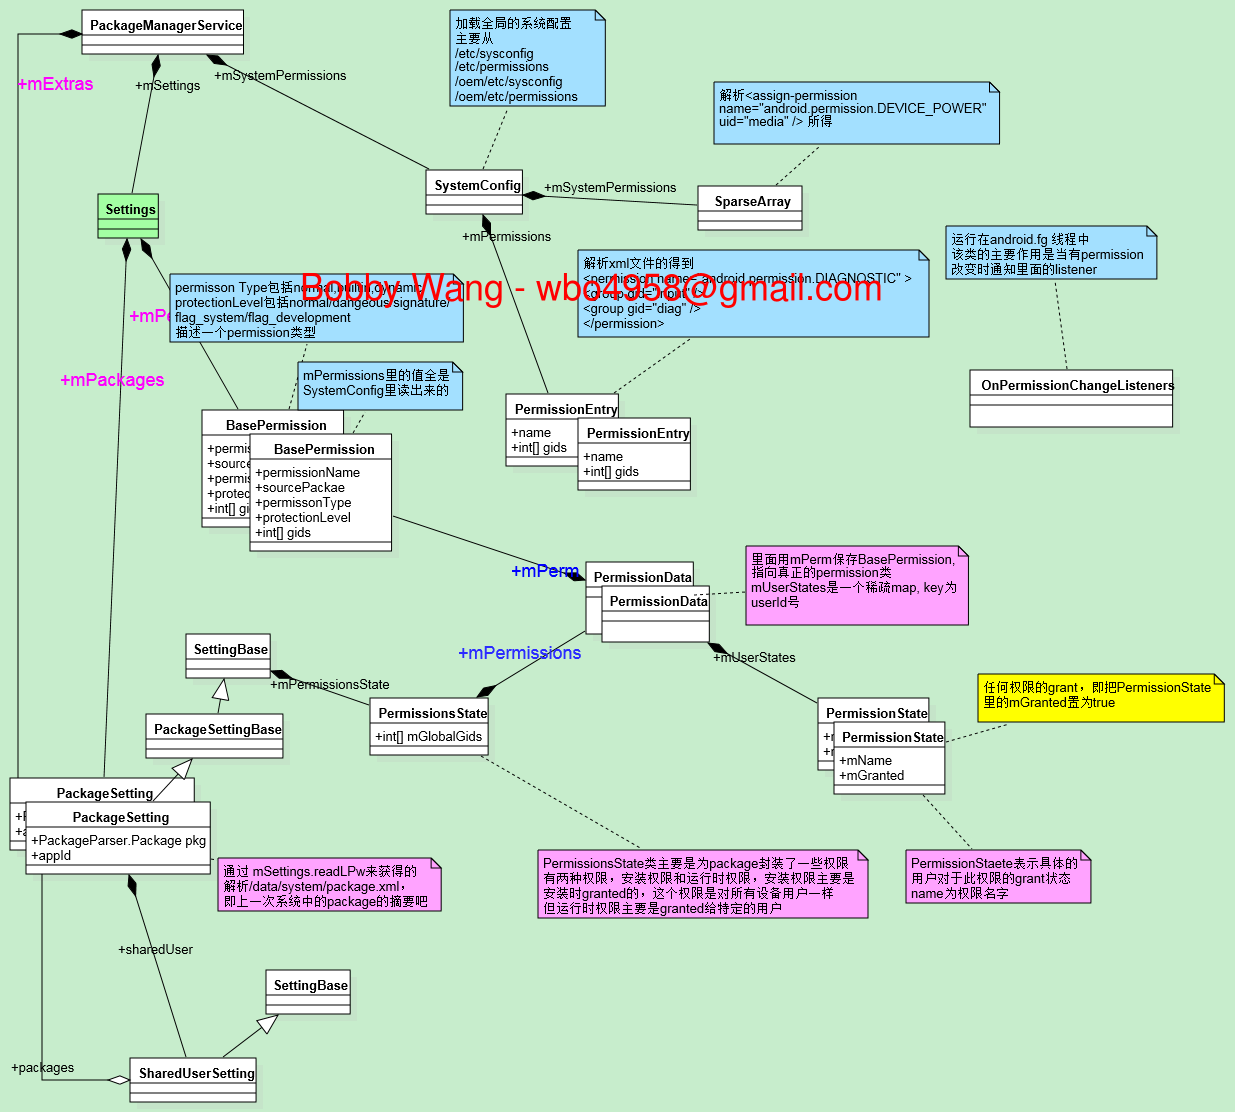 PackageManagerService
+mExtras
+mSettings
+mSystemPermissions
加载全局的系统配置
主要从
/etc/sysconfig
/etc/permissions
/oem/etc/sysconfig
/oem/etc/permissions
解析<assign-permission
name="android.permission.DEVICE_POWER"
uid="media" /> 所得
SystemConfig
+mSystemPermissions
SparseArray
Settings
+mPermissions
运行在android.fg 线程中
该类的主要作用是当有permission
改变时通知里面的listener
解析xml文件的得到
<permission name="android.permission.DIAGNOSTIC" >
<group gid="input" />
<group gid="diag" />
</permission>
Bobby Wang - wbo4958@gmail.com
permisson Type包括normal,builtin,dynamic
protectionLevel包括normal/dangeous/signature/
flag_system/flag_development
描述一个permission类型
+mPe
+mPackages
mPermissions里的值全是
SystemConfig里读出来的
OnPermissionChangeListeners
PermissionEntry
+name
+int[] gids
PermissionEntry
+name
+int[] gids
BasePermission
+permis
+source
+permis
+protec
+int[] gi
BasePermission
+permissionName
+sourcePackae
+permissonType
+protectionLevel
+int[] gids
+mPerm
PermissionData
PermissionData
里面用mPerm保存BasePermission,
指向真正的permission类
mUserStates是一个稀疏map, key为
userId号
+mPermissions
+mUserStates
SettingBase
+mPermissionsState
PermissionsState
+int[] mGlobalGids
PackageSettingBase
PermissionState
PermissionState
+mName
+mGranted
任何权限的grant，即把PermissionState
里的mGranted置为true
PackageSetting
PackageSetting
+PackageParser.Package pkg
+appId
通过 mSettings.readLPw来获得的
解析/data/system/package.xml，
即上一次系统中的package的摘要吧
PermissionsState类主要是为package封装了一些权限
有两种权限，安装权限和运行时权限，安装权限主要是
安装时granted的，这个权限是对所有设备用户一样
但运行时权限主要是granted给特定的用户
PermissionStaete表示具体的
用户对于此权限的grant状态
name为权限名字
+sharedUser
SettingBase
+packages
SharedUserSetting